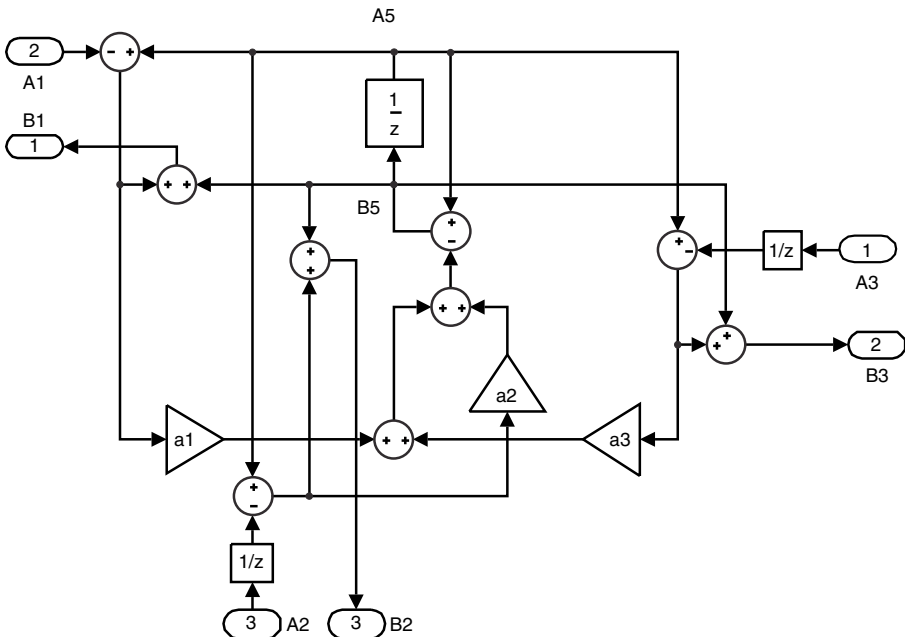 A5
2
- +
A1
B1
1
1
z
+ +
B5
+
-
+
+
+
-
1/z
1
A3
+ +
+
+
2
B3
a2
a1
+ +
a3
+
-
1/z
3
A2
3
B2